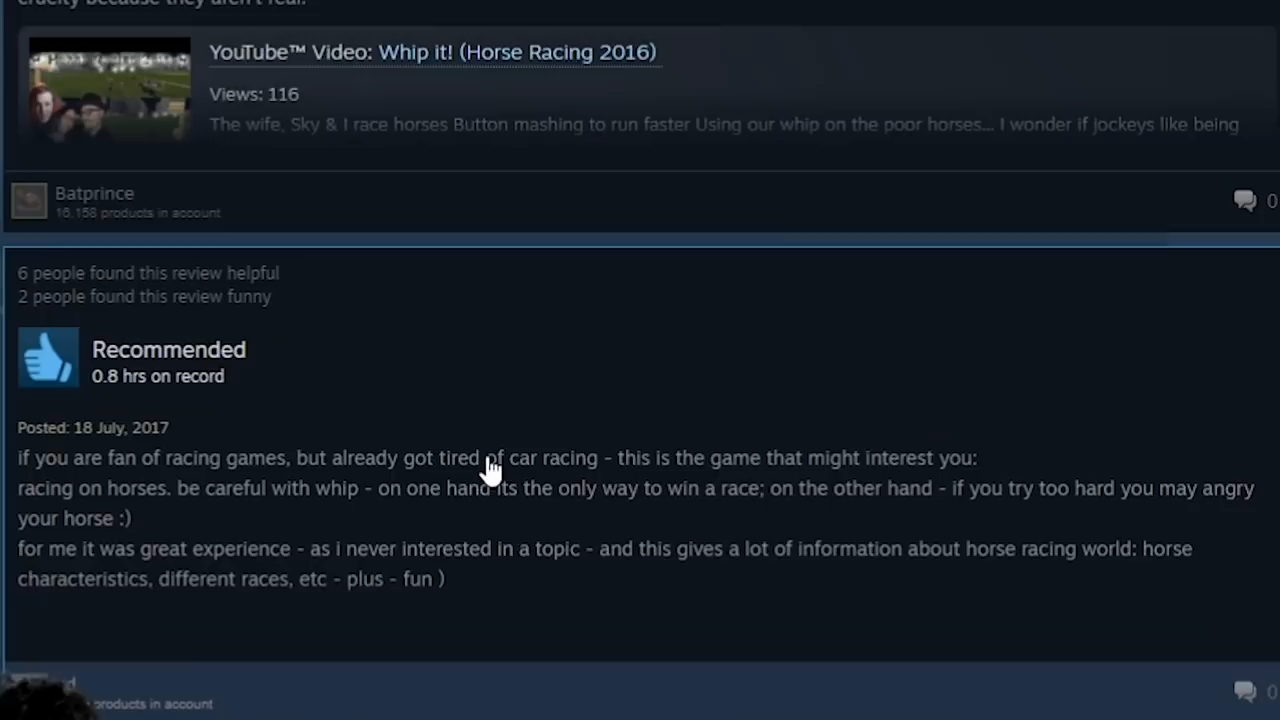 cruelty because they aren't real.
YouTube™ Video: Whip it! (Horse Racing 2016)
Views: 116
The wife, Sky & I race horses Button mashing to run faster Using our whip on the poor horses... I wonder if jockeys like being
Batprince
16,158 products in account
0
6 people found this review helpful
2 people found this review funny
Recommended
0.8 hrs on record
Posted: 18 July, 2017
if you are fan of racing games, but already got tired of car racing - this is the game that might interest you:
racing on horses. be careful with whip - on one hand its the only way to win a race; on the other hand - if you try too hard you may angry
your horse :)
for me it was great experience - as i never interested in a topic - and this gives a lot of information about horse racing world: horse
characteristics, different races, etc - plus - fun )
products in account
0